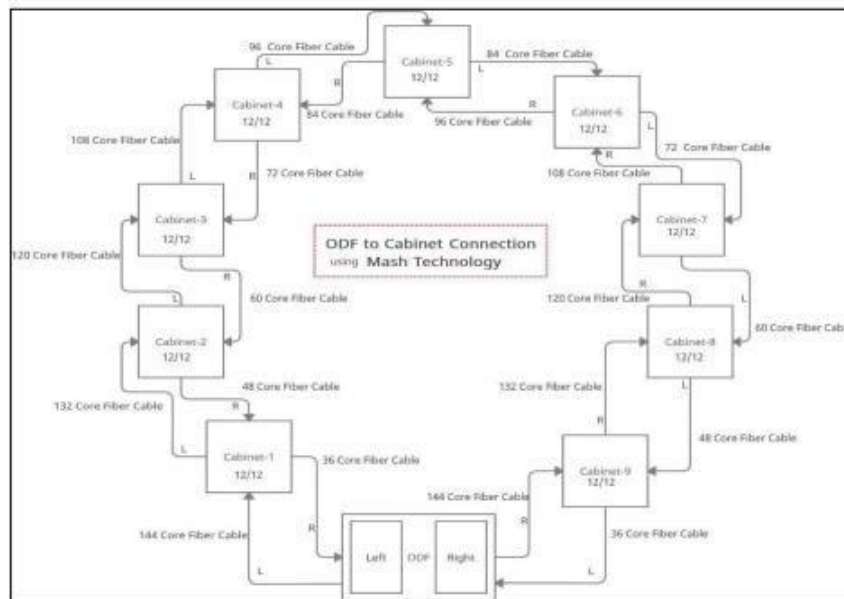 96 Core Fiber Cable
L
Cabinet-5
12/12
84 Core Fiber Cable
L
R
Cabinet-4
12/12
84 Core Fiber Cable
R
96 Core Fiber Cable
Cabinet-6
12/12
L
108 Core Fiber Cable
L
R
72 Core Fiber Cable
72 Core Fiber Cable
R
108 Core Fiber Cable
Cabinet-3
12/12
Cabinet-7
12/12
ODF to Cabinet Connection
using Mash Technology
120 Core Fiber Cable
L
R
60 Core Fiber Cable
R
120 Core Fiber Cable
L
60 Core Fiber Cab
Cabinet-2
12/12
Cabinet-8
12/12
L
132 Core Fiber Cable
L
48 Core Fiber Cable
R
132 Core Fiber Cable
R
48 Core Fiber Cable
Cabinet-1
12/12
36 Core Fiber Cable
R
Cabinet-9
12/12
144 Core Fiber Cable
R
144 Core Fiber Cable
L
36 Core Fiber Cable
L
Left
ODF
Right